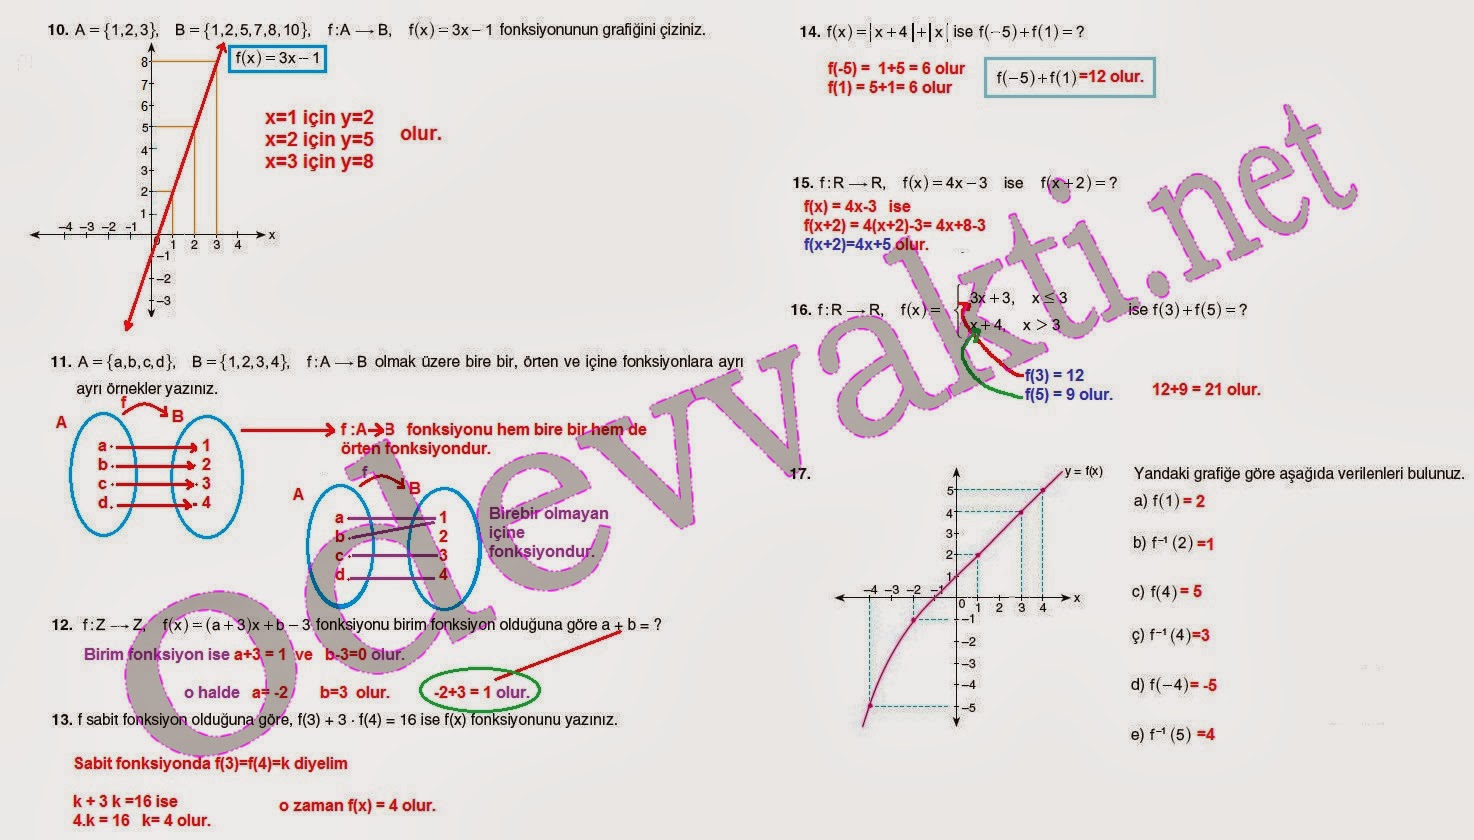 10. A = {1,2,3}, B = {1,2,5,7,8,10}, f:A → B, f(x) = 3x − 1 fonksiyonunun grafiğini çiziniz.
f(x) = 3x − 1
8
7
6
5
4
3
2
1
−4 −3 −2 −1
0 1 2 3 4 x
−1
−2
−3
x=1 için y=2
x=2 için y=5 olur.
x=3 için y=8
11. A = {a,b,c,d}, B = {1,2,3,4}, f:A → B olmak üzere bire bir, örten ve içine fonksiyonlara ayrı
ayrı örnekler yazınız.
A f B
a 1
b 2
c 3
d 4
f :A→B fonksiyonu hem bire bir hem de
örten fonksiyondur.
A f B
a 1
b 2
c 3
d 4
Birebir olmayan
içine
fonksiyondur.
12. f:Z → Z, f(x) = (a + 3)x + b − 3 fonksiyonu birim fonksiyon olduğuna göre a + b = ?
Birim fonksiyon ise a+3 = 1 ve b-3=0 olur.
o halde a= -2 b=3 olur. -2+3 = 1 olur.
13. f sabit fonksiyon olduğuna göre, f(3) + 3 · f(4) = 16 ise f(x) fonksiyonunu yazınız.
Sabit fonksiyonda f(3)=f(4)=k diyelim
k + 3 k =16 ise
4.k = 16 k= 4 olur.
o zaman f(x) = 4 olur.
14. f(x) = |x + 4| + |x| ise f(−5) + f(1) = ?
f(-5) = 1+5 = 6 olur
f(1) = 5+1= 6 olur
f(−5) + f(1) =12 olur.
15. f:R → R, f(x) = 4x − 3 ise f(x + 2) = ?
f(x) = 4x-3 ise
f(x+2) = 4(x+2)-3= 4x+8-3
f(x+2)=4x+5 olur.
16. f:R → R, f(x) = { 3x + 3, x ≤ 3
x + 4, x > 3
ise f(3) + f(5) = ?
f(3) = 12
f(5) = 9 olur.
12+9 = 21 olur.
17.
y = f(x)
5
4
3
2
1
−4 −3 −2 −1
0 1 2 3 4 x
−1
−2
−3
−4
−5
Yandaki grafiğe göre aşağıda verilenleri bulunuz.
a) f(1) = 2
b) f⁻¹ (2) =1
c) f(4) = 5
ç) f⁻¹ (4)=3
d) f(−4)= -5
e) f⁻¹ (5) =4
odevvakti.net